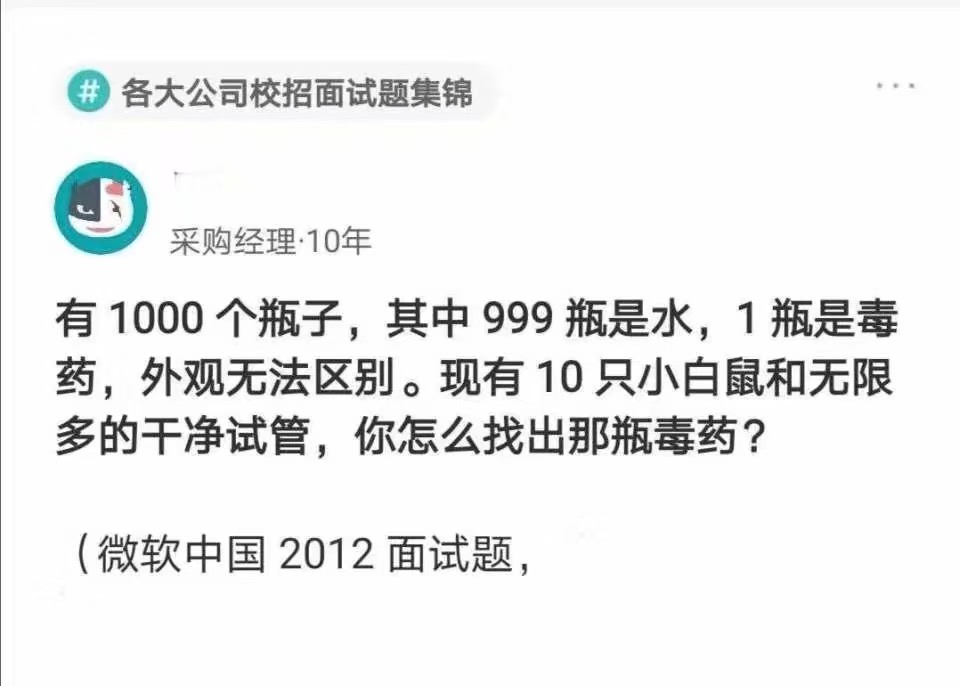 # 各大公司校招面试题集锦
采购经理·10年
有 1000 个瓶子，其中 999 瓶是水，1 瓶是毒
药，外观无法区别。现有 10 只小白鼠和无限
多的干净试管，你怎么找出那瓶毒药？
（微软中国 2012 面试题，